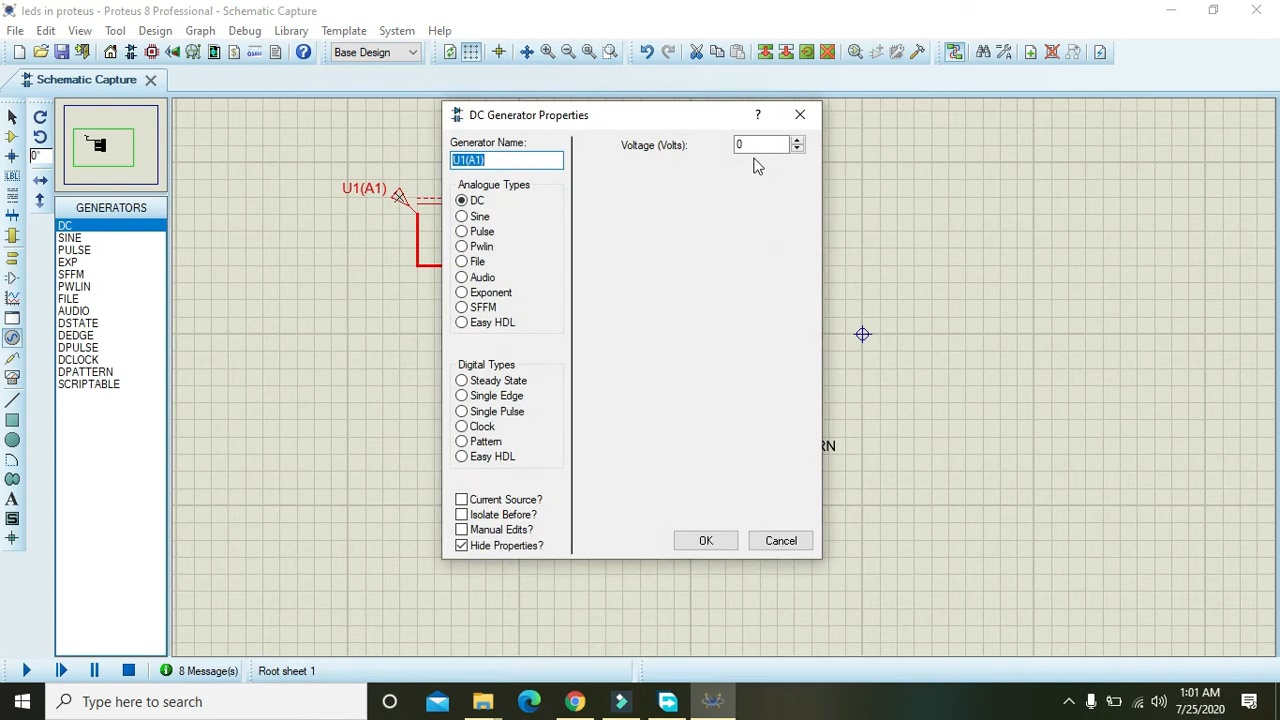 leds in proteus - Proteus 8 Professional - Schematic Capture
File Edit View Tool Design Graph Debug Library Template System Help
Base Design
Schematic Capture
DC Generator Properties ?
Generator Name:
U1(A1)
Voltage (Volts): 0
Analogue Types
DC
Sine
Pulse
Pwlin
File
Audio
Exponent
SFFM
Easy HDL
Digital Types
Steady State
Single Edge
Single Pulse
Clock
Pattern
Easy HDL
Current Source?
Isolate Before?
Manual Edits?
Hide Properties?
OK Cancel
0°
LBL
GENERATORS
DC
SINE
PULSE
EXP
SFFM
PWLIN
FILE
AUDIO
DSTATE
DEDGE
DPULSE
DCLOCK
DPATTERN
SCRIPTABLE
A
S
U1(A1)
RN
8 Message(s) Root sheet 1
Type here to search
1:01 AM
7/25/2020